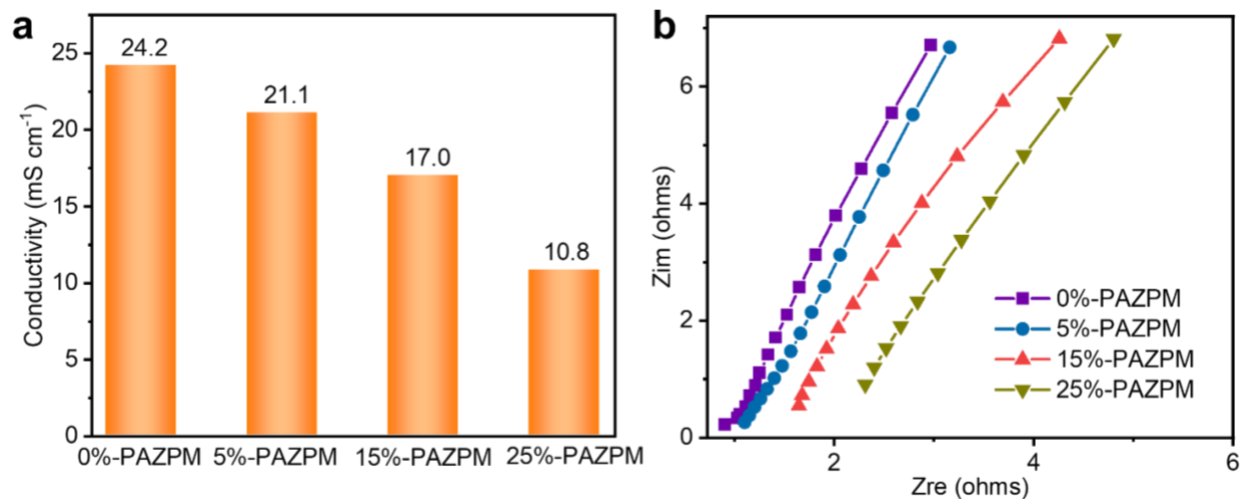 a
Conductivity (mS cm⁻¹)
25
20
15
10
5
0
24.2
21.1
17.0
10.8
0%-PAZPM 5%-PAZPM 15%-PAZPM 25%-PAZPM
b
Zim (ohms)
6
4
2
0
0%-PAZPM
5%-PAZPM
15%-PAZPM
25%-PAZPM
2 4 6
Zre (ohms)